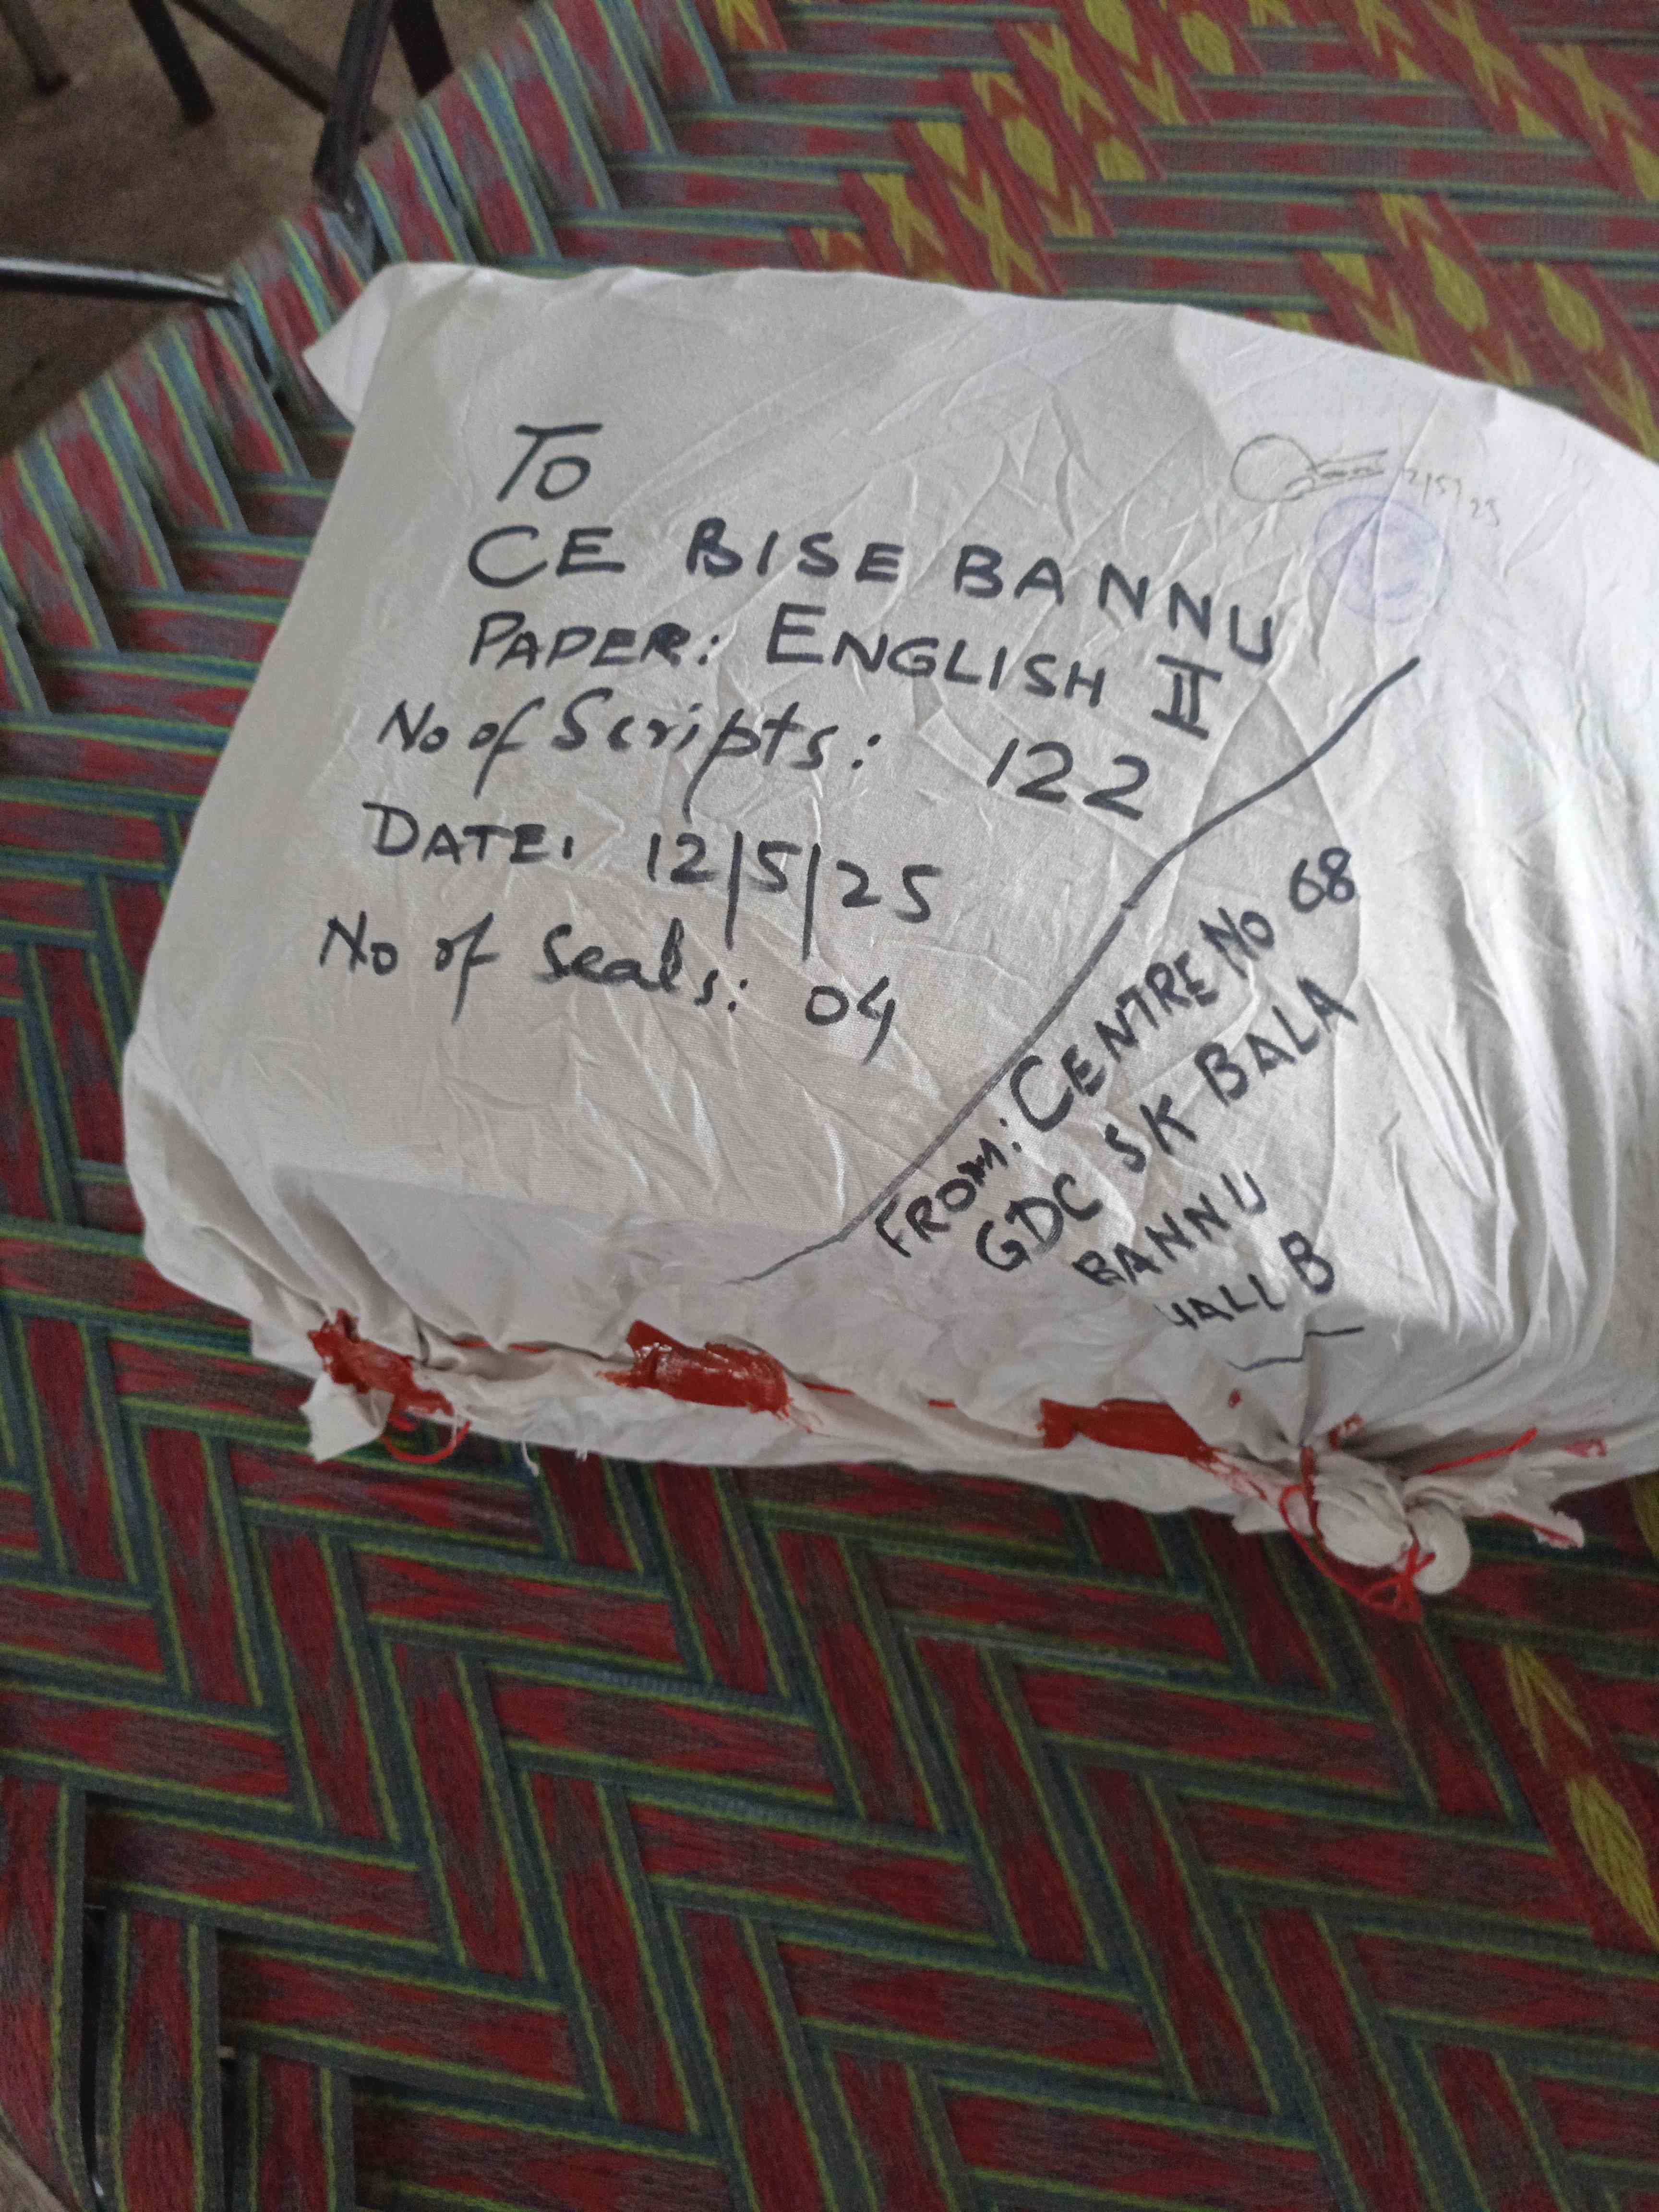 To
CE BISE BANNU
PAPER: ENGLISH II
No of Scripts: 122
DATE: 12/5/25
No of Seals: 04
FROM: CENTRE No 68
GDC SK BALA
BANNU
HALL B